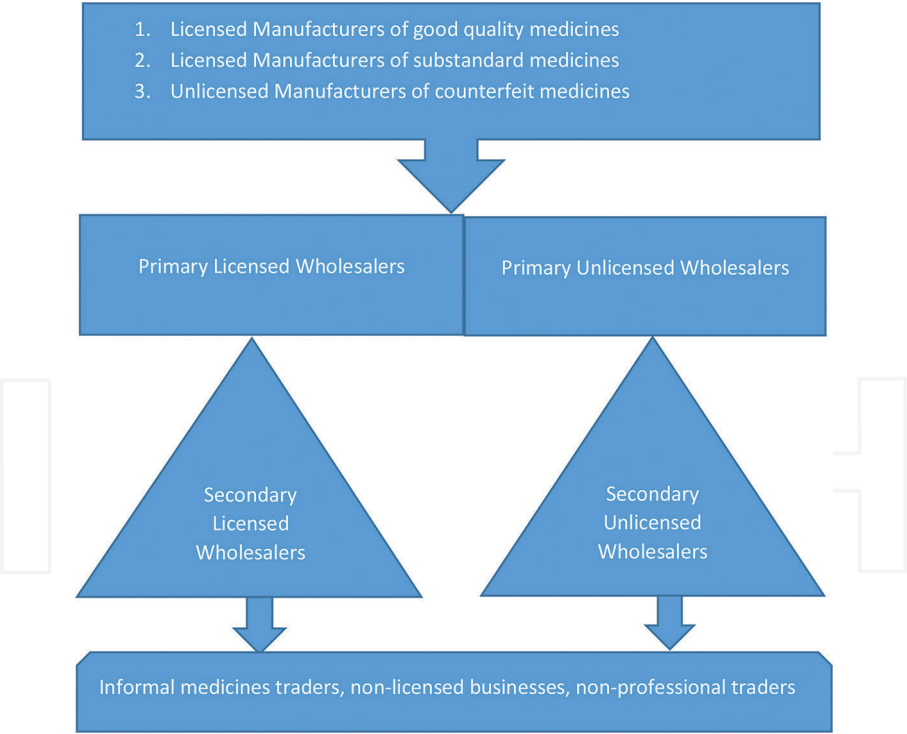 1. Licensed Manufacturers of good quality medicines
2. Licensed Manufacturers of substandard medicines
3. Unlicensed Manufacturers of counterfeit medicines
Primary Licensed Wholesalers
Primary Unlicensed Wholesalers
Secondary
Licensed
Wholesalers
Secondary
Unlicensed
Wholesalers
Informal medicines traders, non-licensed businesses, non-professional traders